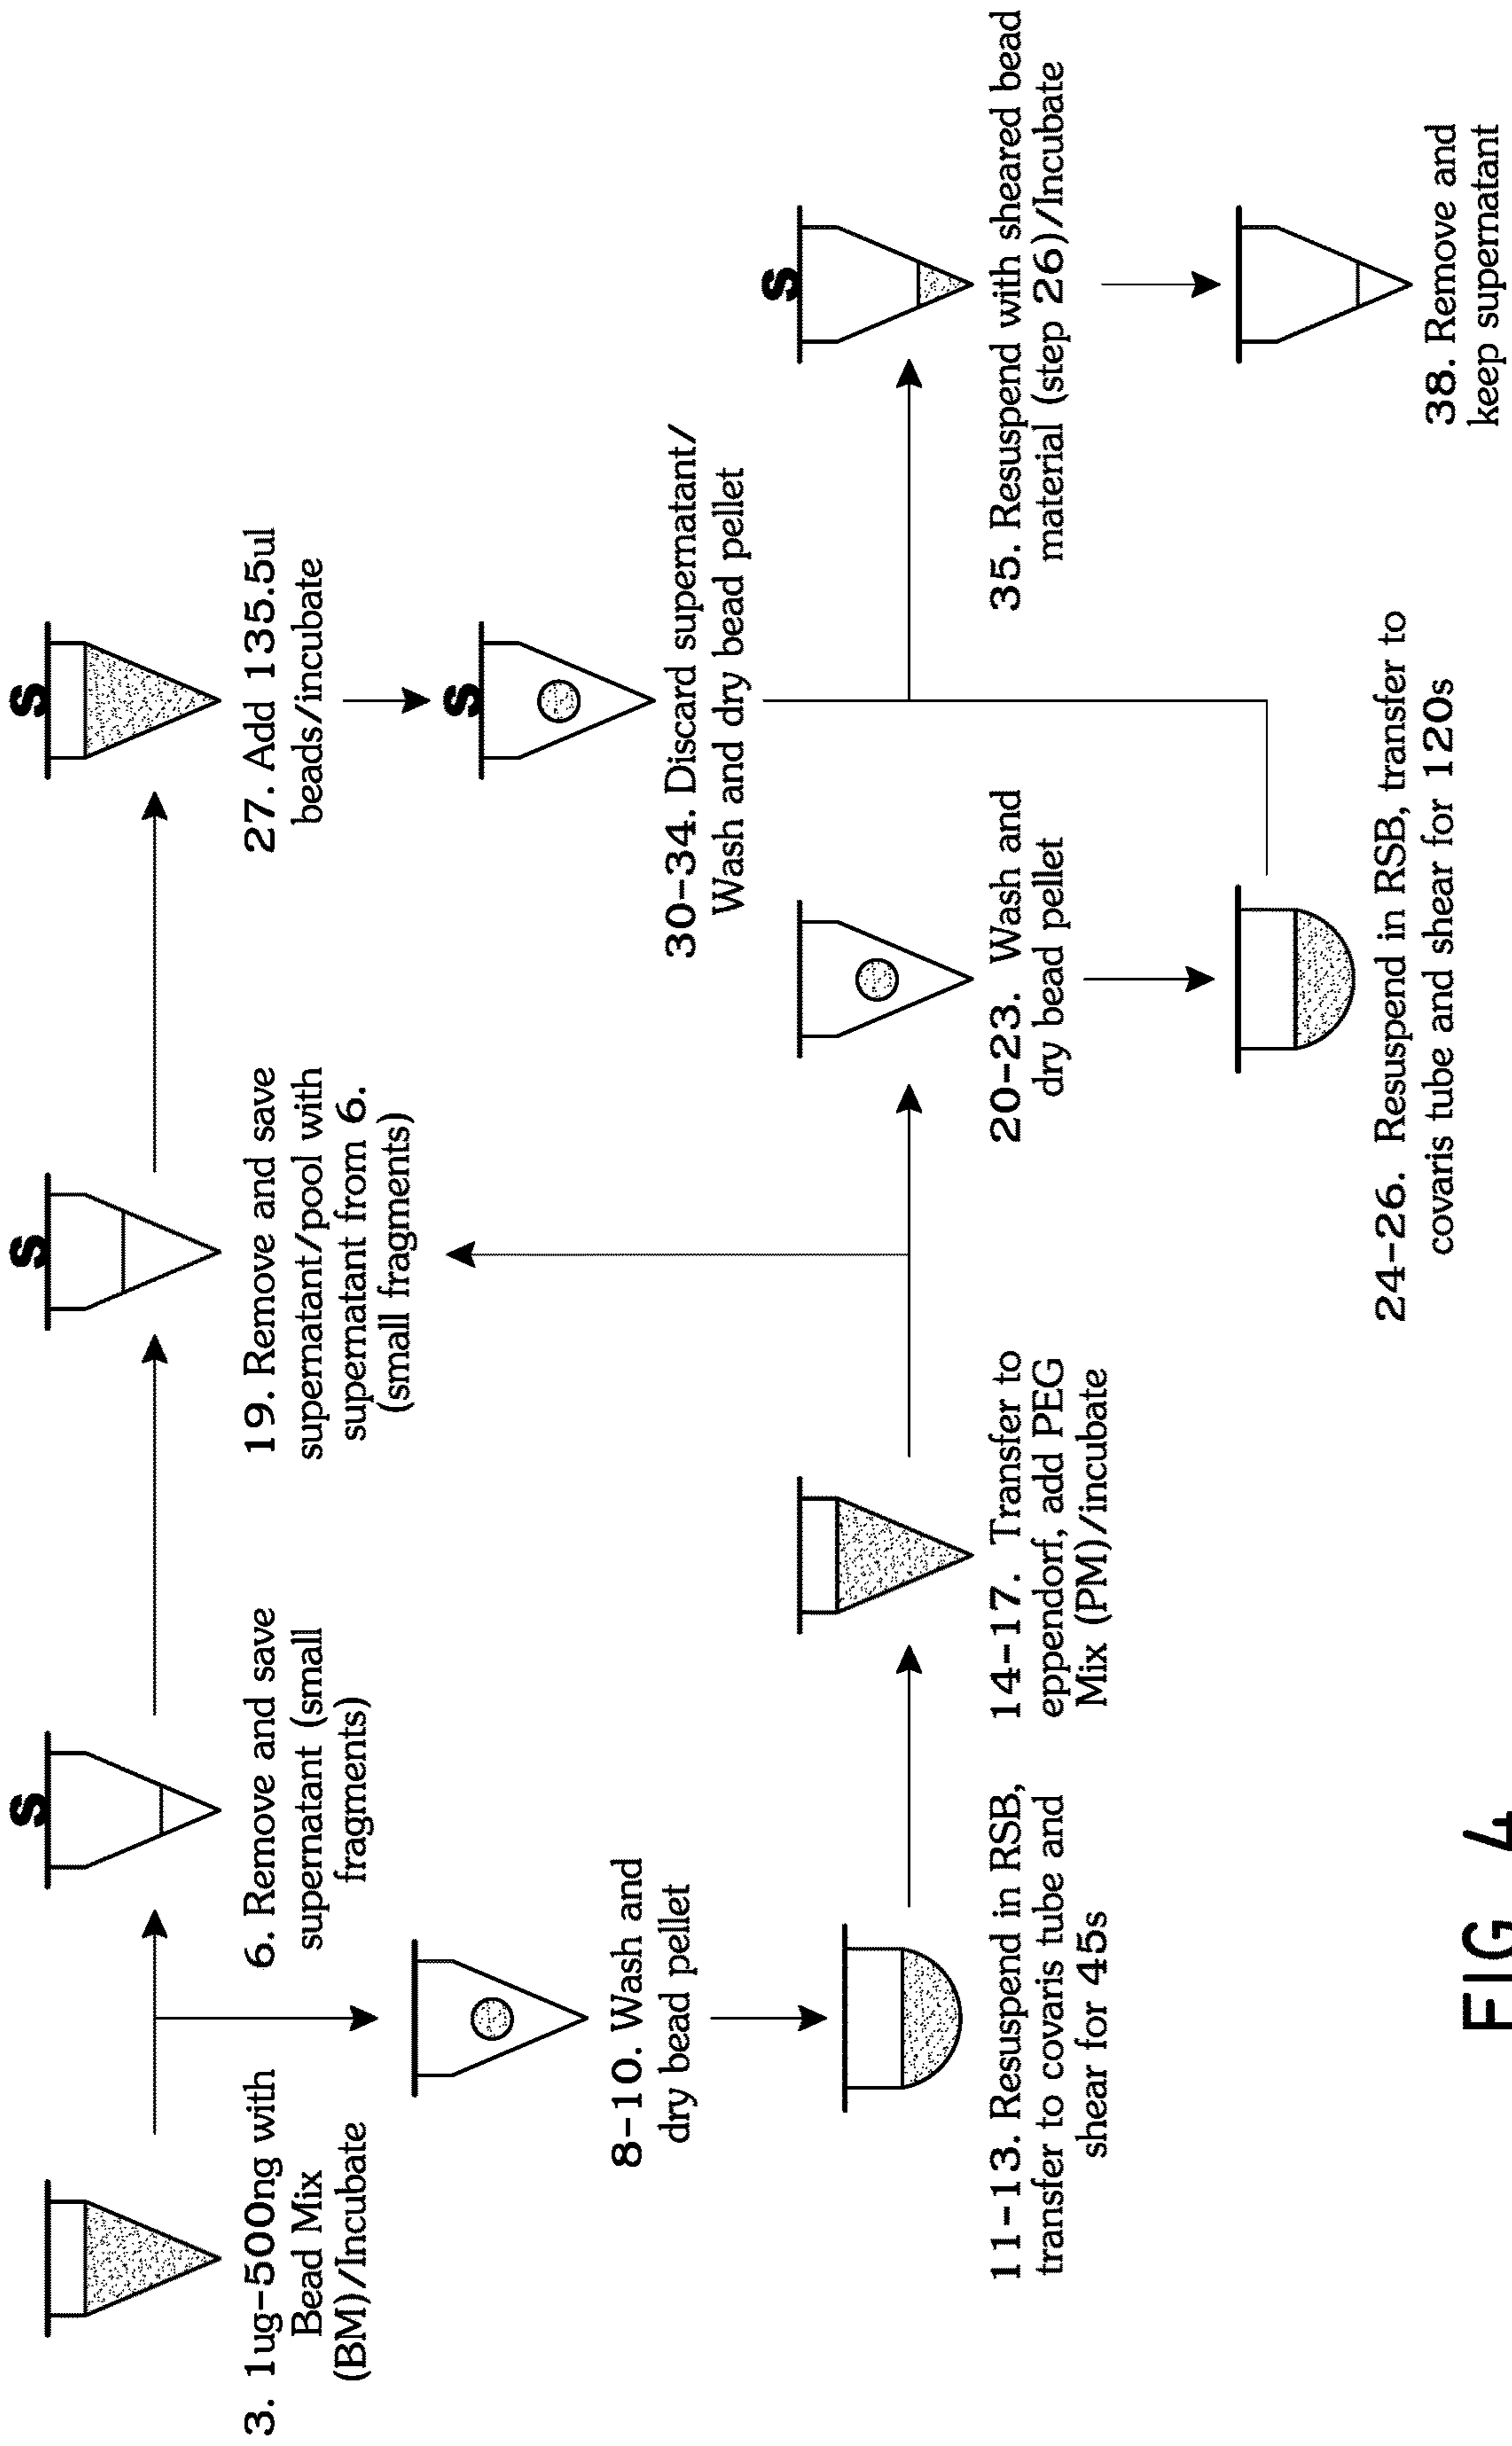 S
S
S
3. 1ug-500ng with
Bead Mix
(BM)/Incubate
6. Remove and save
supernatant (small
fragments)
19. Remove and save
supernatant/pool with
supernatant from 6.
(small fragments)
27. Add 135.5ul
beads/incubate
8-10. Wash and
dry bead pellet
S
30-34. Discard supernatant/
Wash and dry bead pellet
11-13. Resuspend in RSB,
transfer to covaris tube and
shear for 45s
14-17. Transfer to
eppendorf, add PEG
Mix (PM)/incubate
20-23. Wash and
dry bead pellet
S
35. Resuspend with sheared bead
material (step 26)/Incubate
24-26. Resuspend in RSB, transfer to
covaris tube and shear for 120s
38. Remove and
keep supernatant
FIG. 4